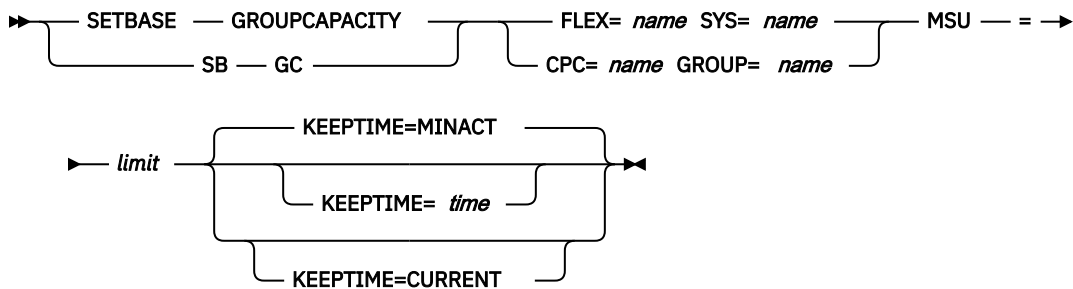 SETBASE GROUPCAPACITY FLEX= name SYS= name MSU =
SB GC CPC= name GROUP= name
limit KEEPTIME=MINACT
KEEPTIME= time
KEEPTIME=CURRENT